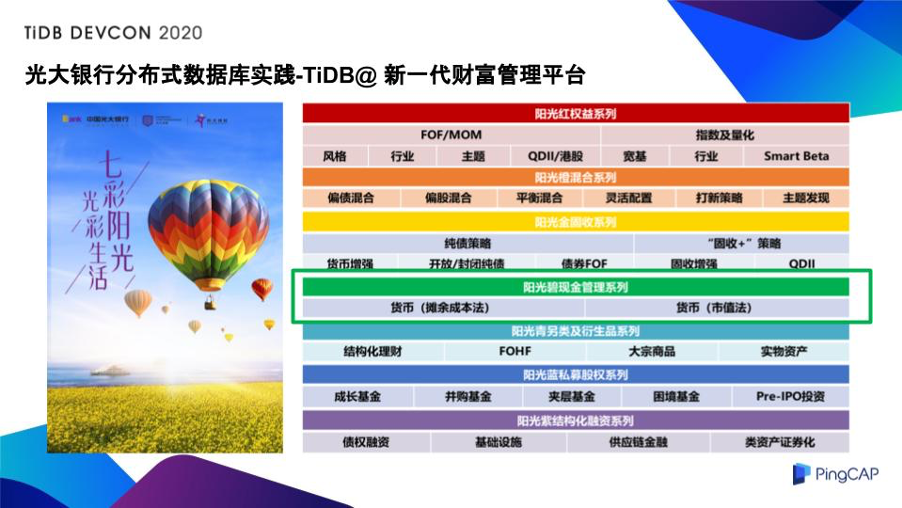 TiDB DEVCON 2020
光大银行分布式数据库实践-TiDB@ 新一代财富管理平台
中国光大银行
七彩阳光
光彩生活
阳光红权益系列
FOF/MOM 指数及量化
风格 行业 主题 QDII/港股 宽基 行业 Smart Beta
阳光橙混合系列
偏债混合 偏股混合 平衡混合 灵活配置 打新策略 主题发现
阳光金固收系列
纯债策略 “固收+”策略
货币增强 开放/封闭纯债 债券FOF 固收增强 QDII
阳光碧现金管理系列
货币（摊余成本法） 货币（市值法）
阳光青另类及衍生品系列
结构化理财 FOHF 大宗商品 实物资产
阳光蓝私募股权系列
成长基金 并购基金 夹层基金 困境基金 Pre-IPO投资
阳光紫结构化融资系列
债权融资 基础设施 供应链金融 类资产证券化
PingCAP